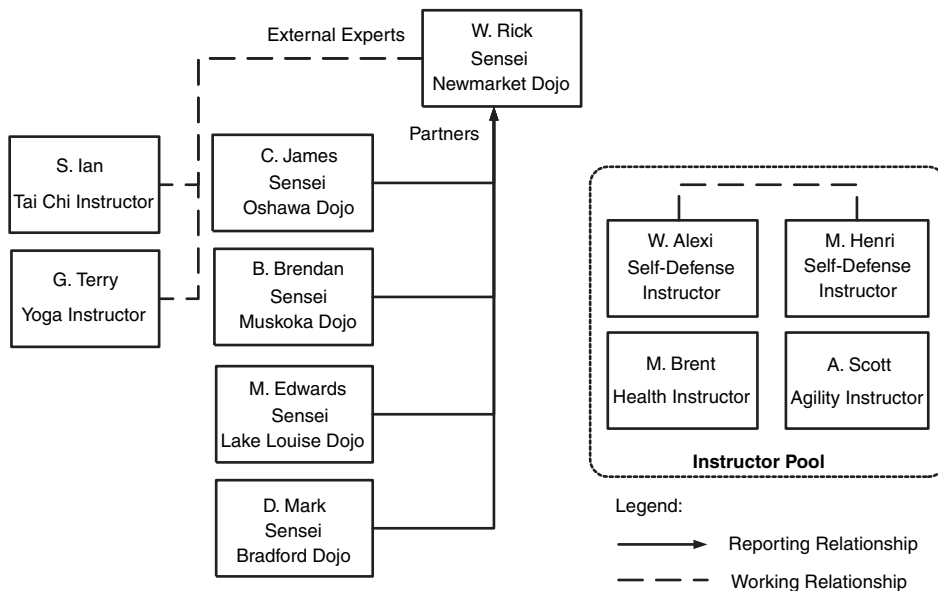 External Experts
W. Rick
Sensei
Newmarket Dojo
Partners
S. Ian
Tai Chi Instructor
G. Terry
Yoga Instructor
C. James
Sensei
Oshawa Dojo
B. Brendan
Sensei
Muskoka Dojo
M. Edwards
Sensei
Lake Louise Dojo
D. Mark
Sensei
Bradford Dojo
W. Alexi
Self-Defense
Instructor
M. Henri
Self-Defense
Instructor
M. Brent
Health Instructor
A. Scott
Agility Instructor
Instructor Pool
Legend:
Reporting Relationship
Working Relationship